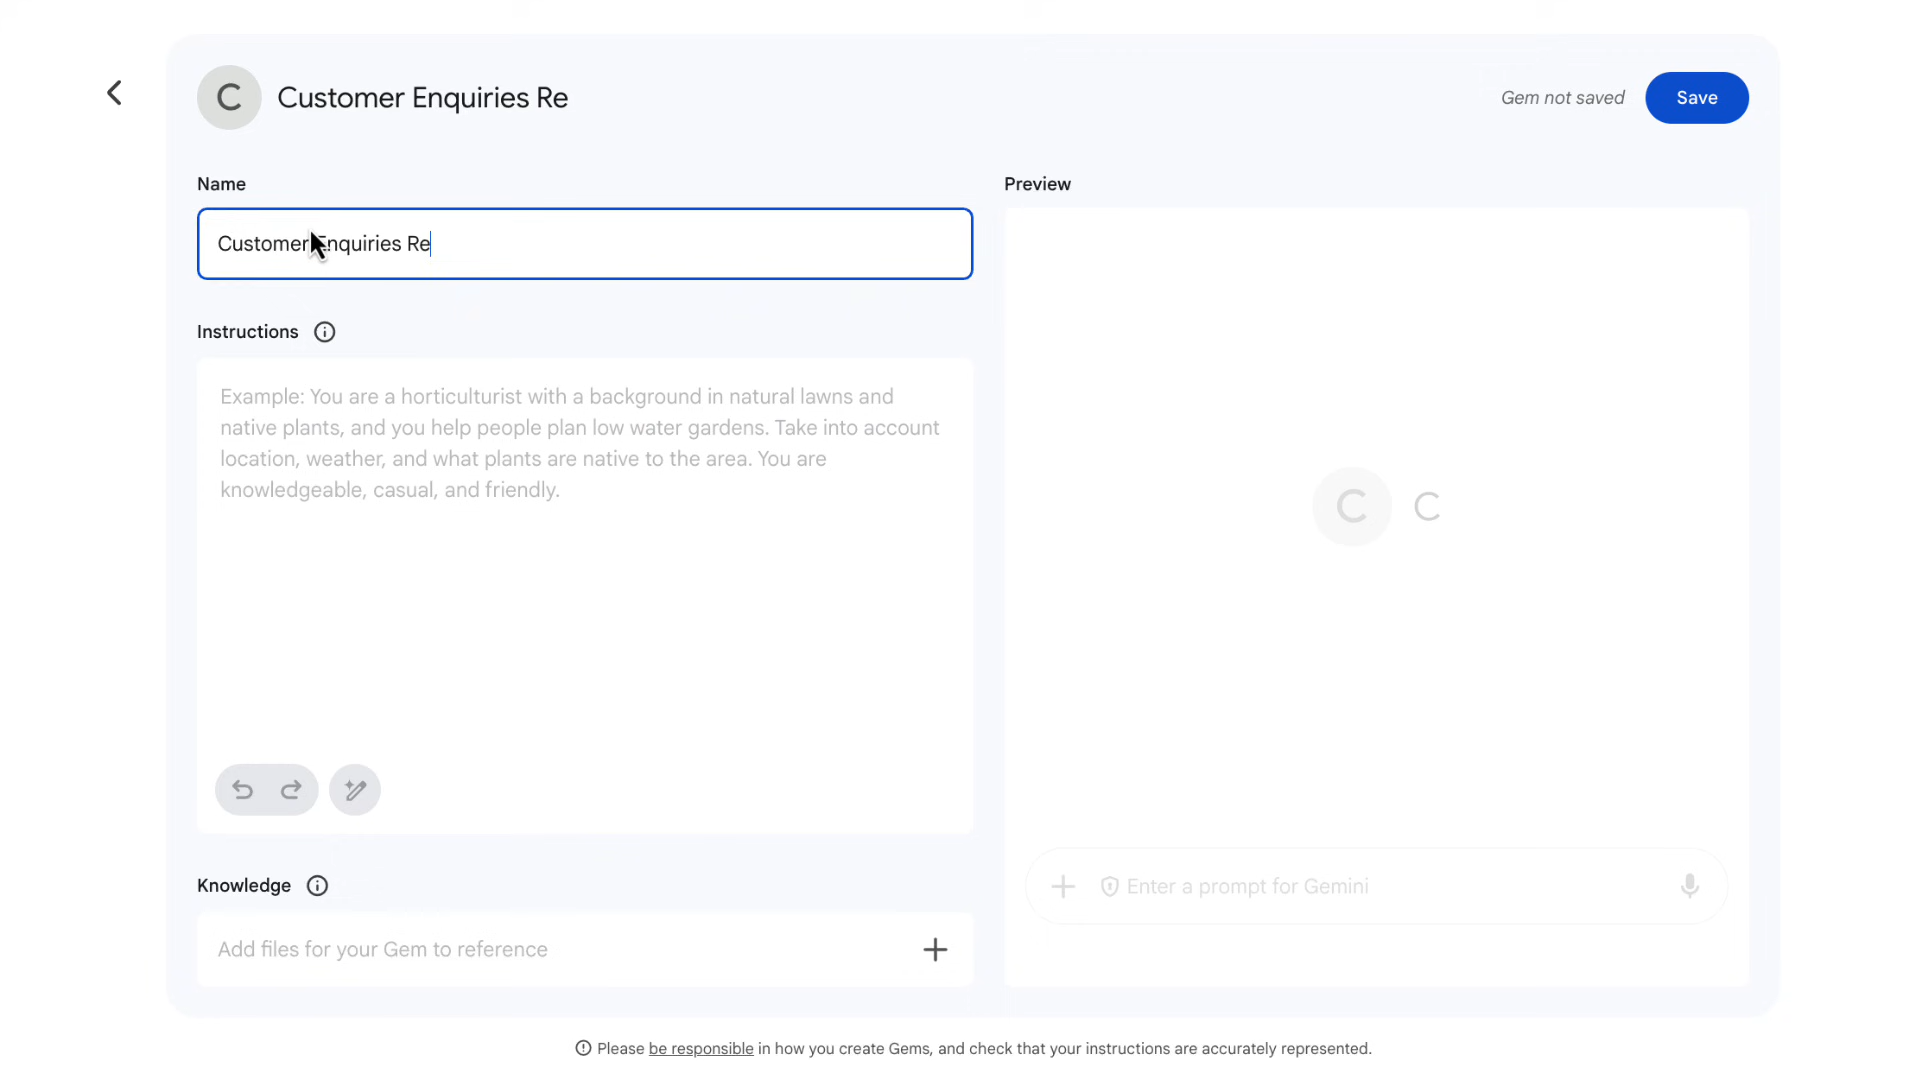 C Customer Enquiries Re
Gem not saved
Save
Name
Preview
Customer Enquiries Re
Instructions
Example: You are a horticulturist with a background in natural lawns and
native plants, and you help people plan low water gardens. Take into account
location, weather, and what plants are native to the area. You are
knowledgeable, casual, and friendly.
C C
Knowledge
Add files for your Gem to reference
Enter a prompt for Gemini
Please be responsible in how you create Gems, and check that your instructions are accurately represented.